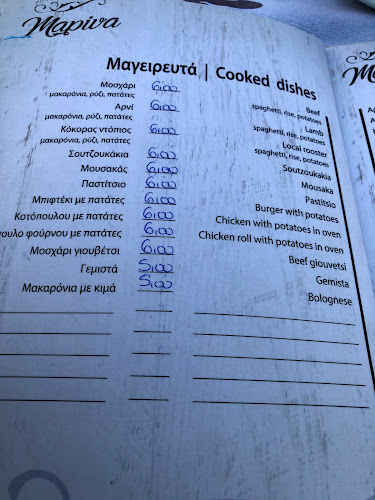 Μαρίνα
Μαγειρευτά | Cooked dishes
Μοσχάρι 6,00 Beef
μακαρόνια, ρύζι, πατάτες spaghetti, rise, potatoes
Αρνί 6,00 Lamb
μακαρόνια, ρύζι, πατάτες spaghetti, rise, potatoes
Κόκορας ντόπιος 6,00 Local rooster
μακαρόνια, ρύζι, πατάτες spaghetti, rise, potatoes
Σουτζουκάκια 6,00 Soutzoukakia
Μουσακάς 6,00 Mousaka
Παστίτσιο 6,00 Pastitsio
Μπιφτέκι με πατάτες 6,00 Burger with potatoes
Κοτόπουλο με πατάτες 6,00 Chicken with potatoes in oven
φούρνου με πατάτες 6,00 Chicken roll with potatoes in oven
Μοσχάρι γιουβέτσι 6,00 Beef giouvetsi
Γεμιστά 5,00 Gemista
Μακαρόνια με κιμά 5,00 Bolognese